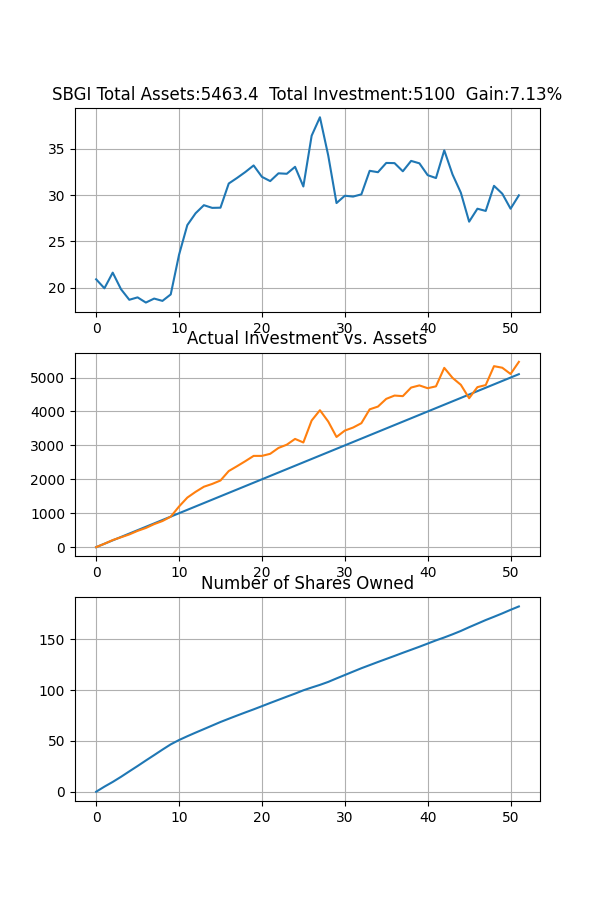 SBGI Total Assets:5463.4  Total Investment:5100  Gain:7.13%
35
30
25
20
0 10 20 30 40 50
Actual Investment vs. Assets
5000
4000
3000
2000
1000
0
0 10 20 30 40 50
Number of Shares Owned
150
100
50
0
0 10 20 30 40 50